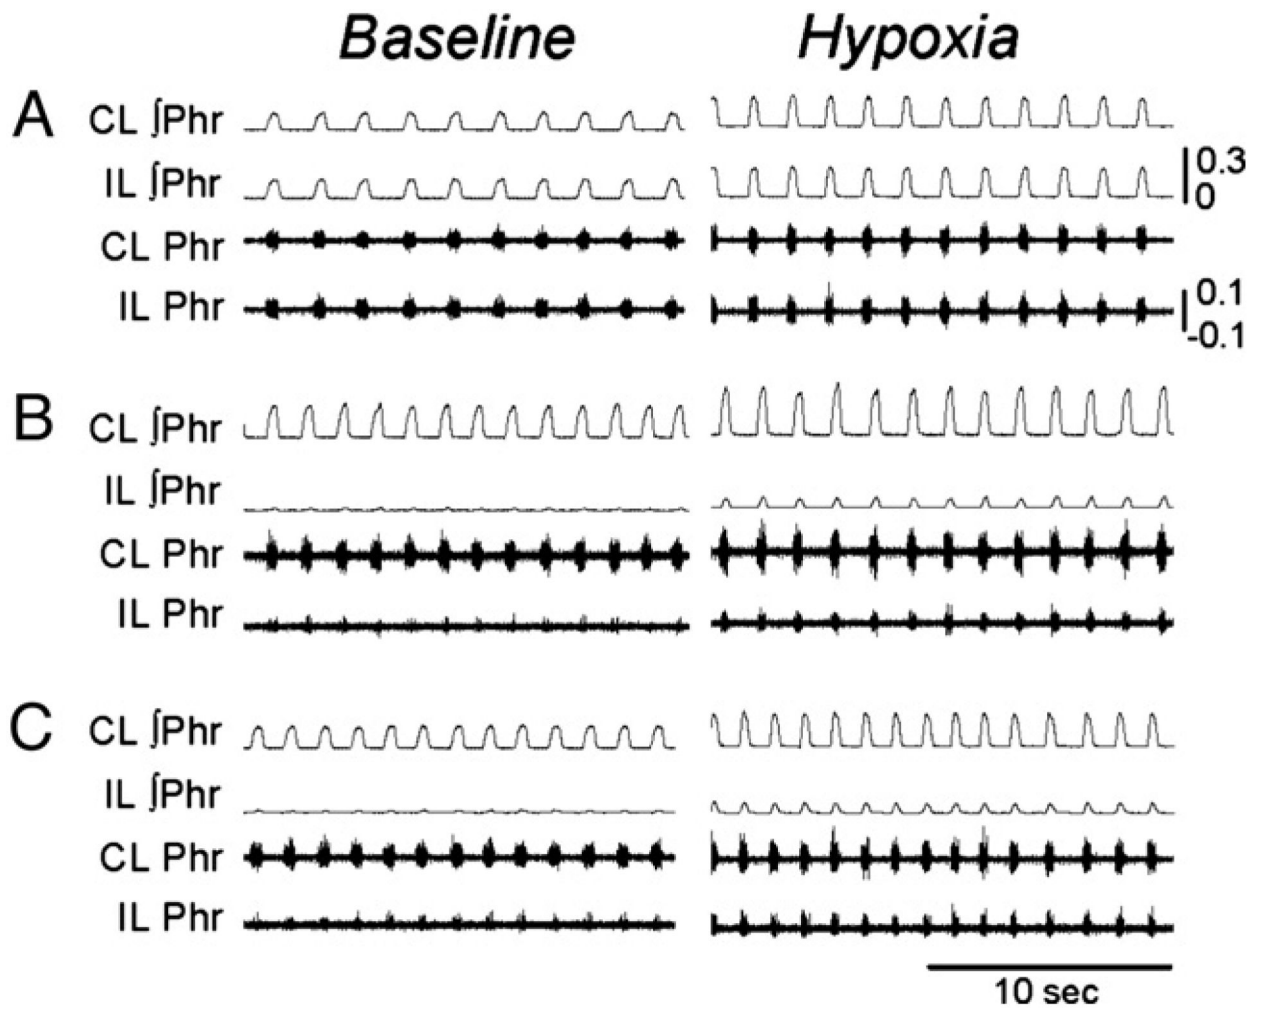 Baseline Hypoxia
A CL ∫Phr
IL ∫Phr 0.3
0
CL Phr
IL Phr 0.1
-0.1
B CL ∫Phr
IL ∫Phr
CL Phr
IL Phr
C CL ∫Phr
IL ∫Phr
CL Phr
IL Phr
10 sec